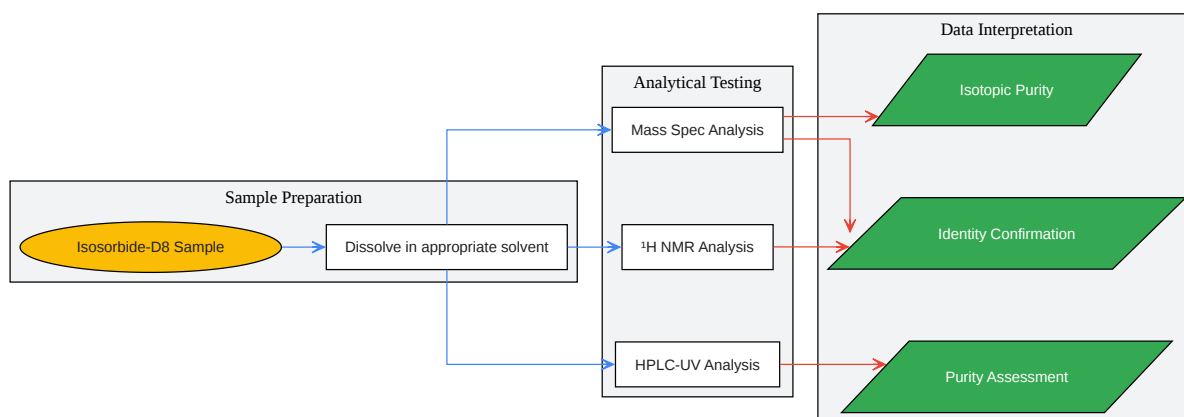 Sample Preparation
Isosorbide-D8 Sample
Dissolve in appropriate solvent
Analytical Testing
Mass Spec Analysis
¹H NMR Analysis
HPLC-UV Analysis
Data Interpretation
Isotopic Purity
Identity Confirmation
Purity Assessment